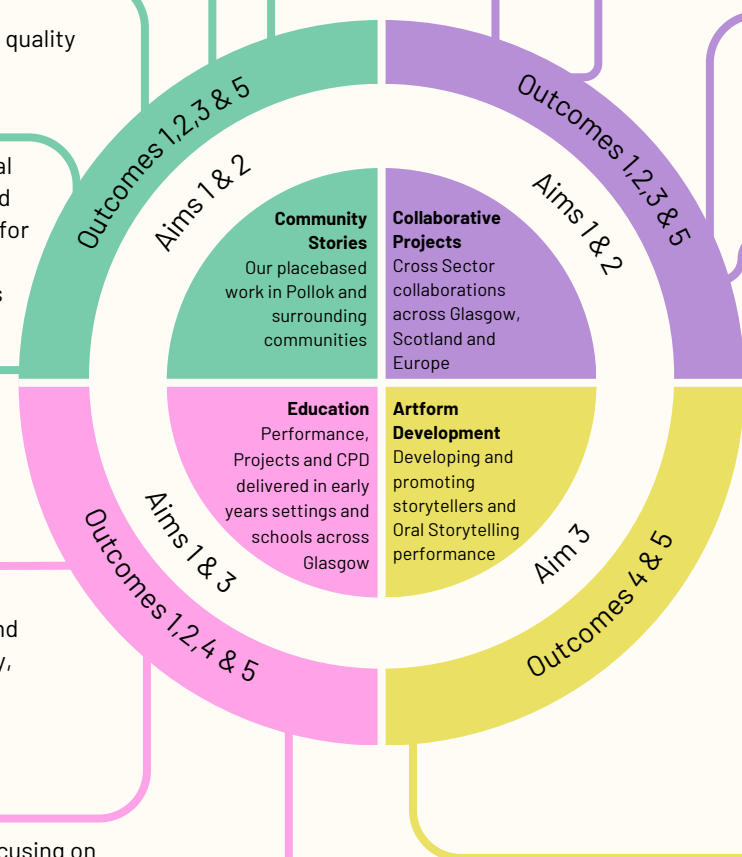 quality
al
d
for
s
Outcomes 1,2,3 & 5
Aims 1 & 2
Community
Stories
Our placebased
work in Pollok and
surrounding
communities
Outcomes 1,2,3 & 5
Aims 1 & 2
Collaborative
Projects
Cross Sector
collaborations
across Glasgow,
Scotland and
Europe
Education
Performance,
Projects and CPD
delivered in early
years settings and
schools across
Glasgow
Aims 1 & 3
Outcomes 1,2,4 & 5
Artform
Development
Developing and
promoting
storytellers and
Oral Storytelling
performance
Aim 3
Outcomes 4 & 5
nd
y,
cusing on